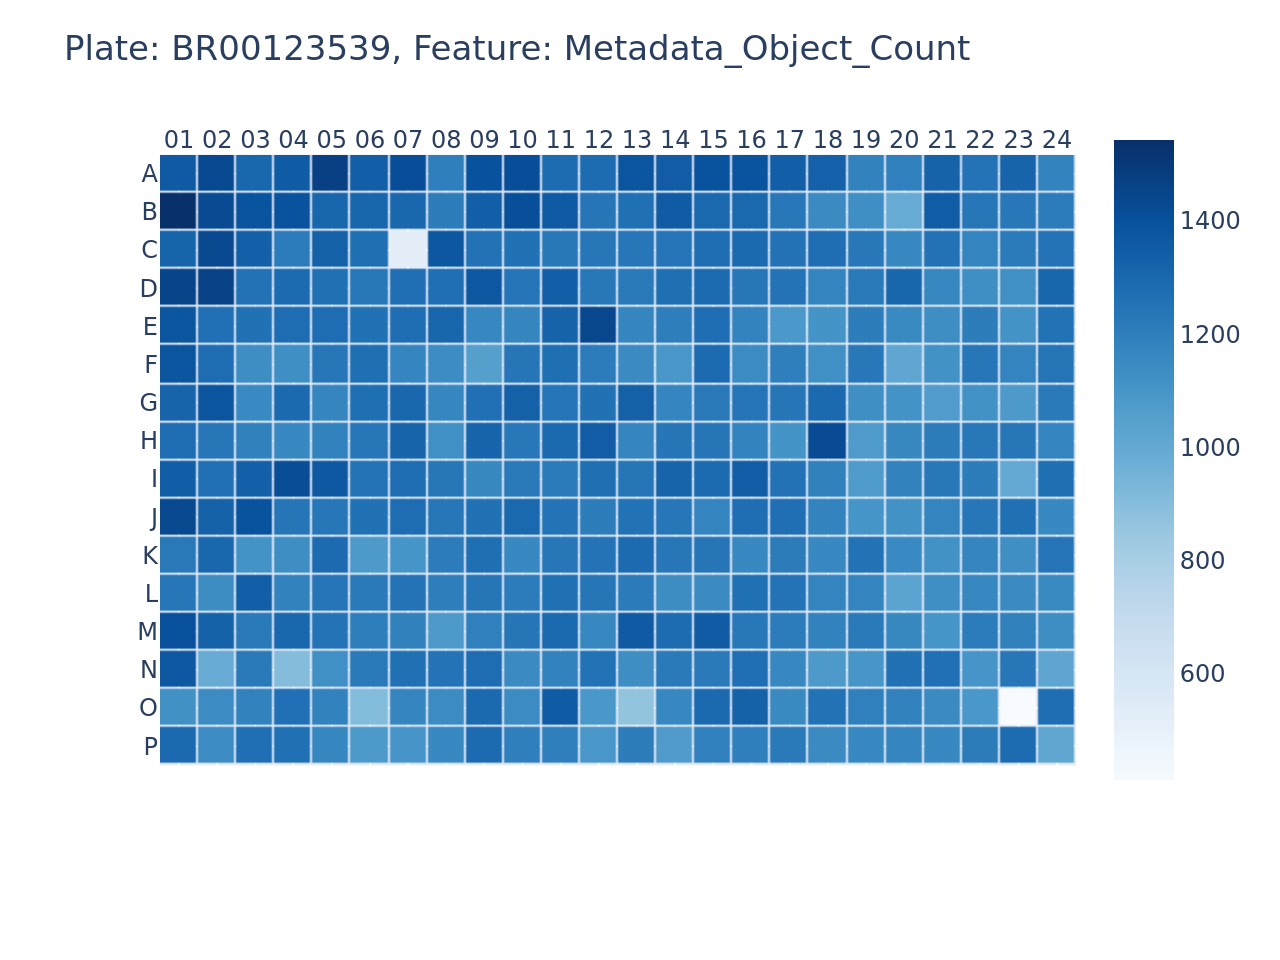 Plate: BR00123539, Feature: Metadata_Object_Count
01 02 03 04 05 06 07 08 09 10 11 12 13 14 15 16 17 18 19 20 21 22 23 24
A
B
C
D
E
F
G
H
I
J
K
L
M
N
O
P
1400
1200
1000
800
600